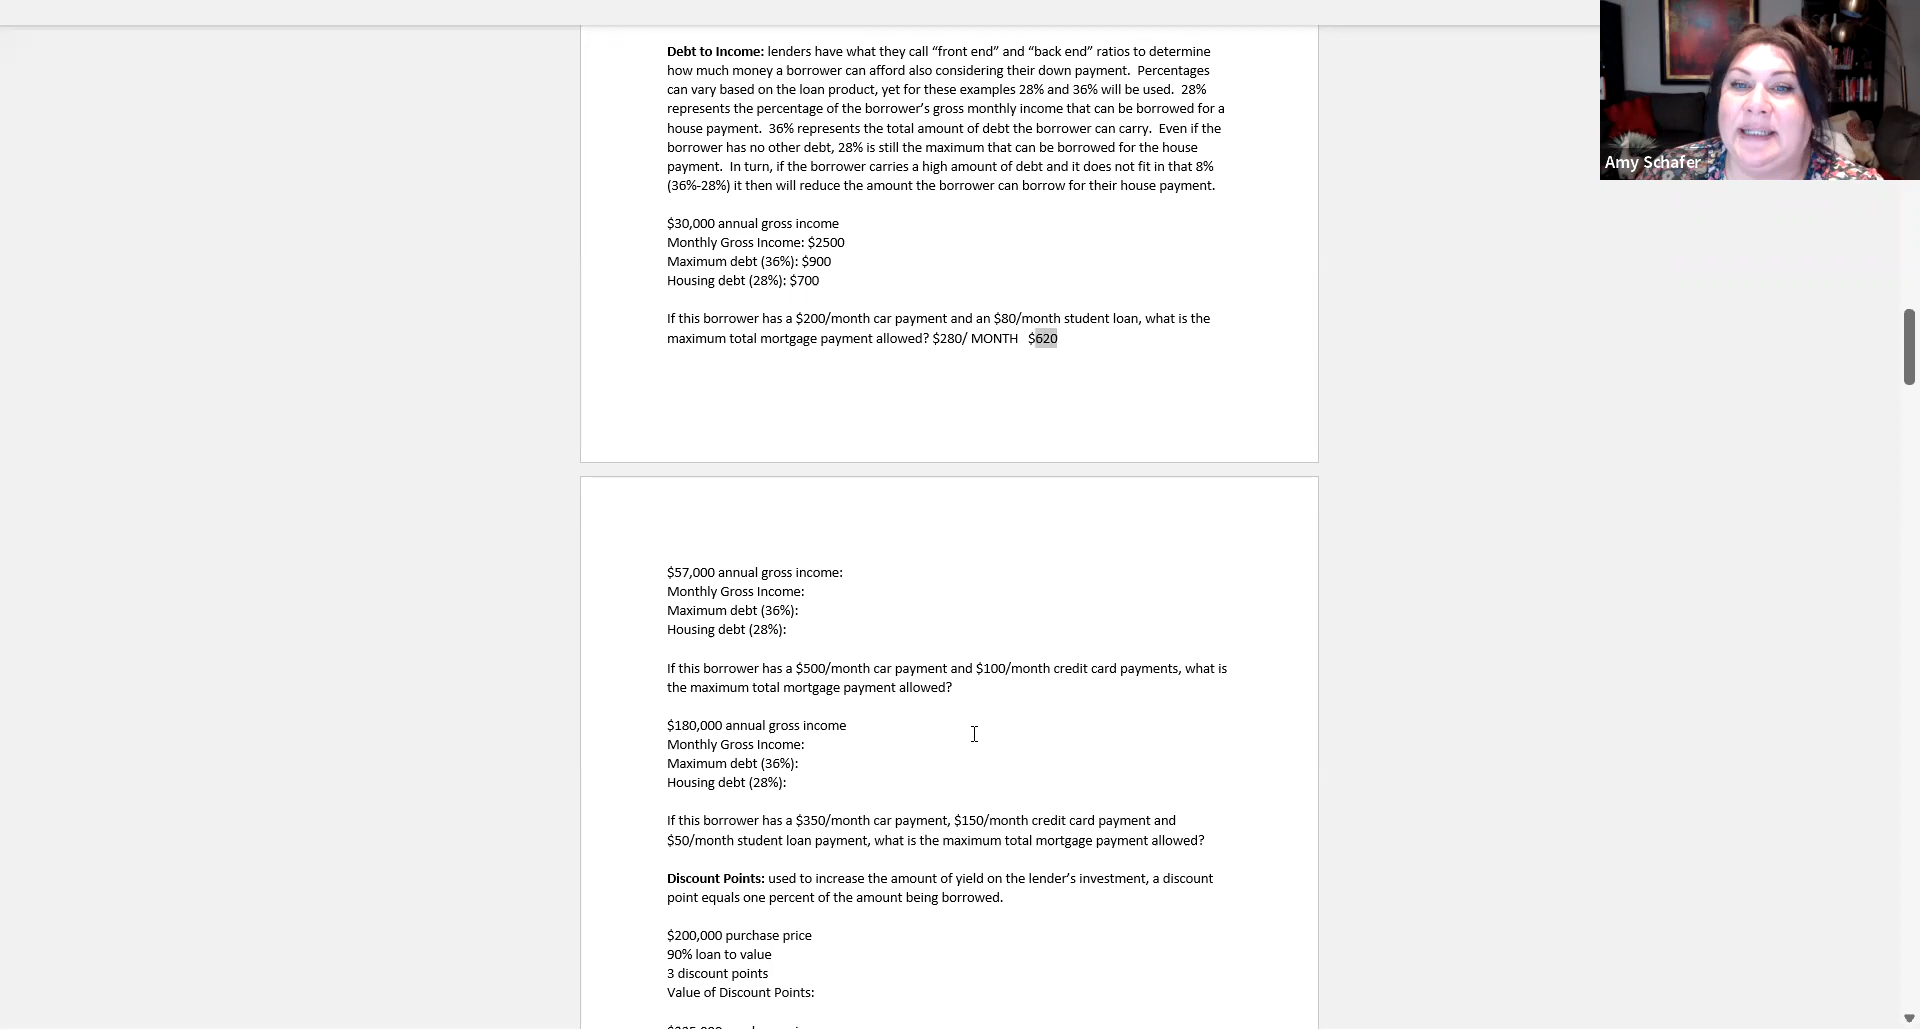 Debt to Income: lenders have what they call “front end” and “back end” ratios to determine
how much money a borrower can afford also considering their down payment.  Percentages
can vary based on the loan product, yet for these examples 28% and 36% will be used.  28%
represents the percentage of the borrower’s gross monthly income that can be borrowed for a
house payment.  36% represents the total amount of debt the borrower can carry.  Even if the
borrower has no other debt, 28% is still the maximum that can be borrowed for the house
payment.  In turn, if the borrower carries a high amount of debt and it does not fit in that 8%
(36%-28%) it then will reduce the amount the borrower can borrow for their house payment.
Amy Schafer
$30,000 annual gross income
Monthly Gross Income: $2500
Maximum debt (36%): $900
Housing debt (28%): $700
If this borrower has a $200/month car payment and an $80/month student loan, what is the
maximum total mortgage payment allowed? $280/ MONTH   $620
$57,000 annual gross income:
Monthly Gross Income:
Maximum debt (36%):
Housing debt (28%):
If this borrower has a $500/month car payment and $100/month credit card payments, what is
the maximum total mortgage payment allowed?
$180,000 annual gross income
Monthly Gross Income:
Maximum debt (36%):
Housing debt (28%):
If this borrower has a $350/month car payment, $150/month credit card payment and
$50/month student loan payment, what is the maximum total mortgage payment allowed?
Discount Points: used to increase the amount of yield on the lender’s investment, a discount
point equals one percent of the amount being borrowed.
$200,000 purchase price
90% loan to value
3 discount points
Value of Discount Points: